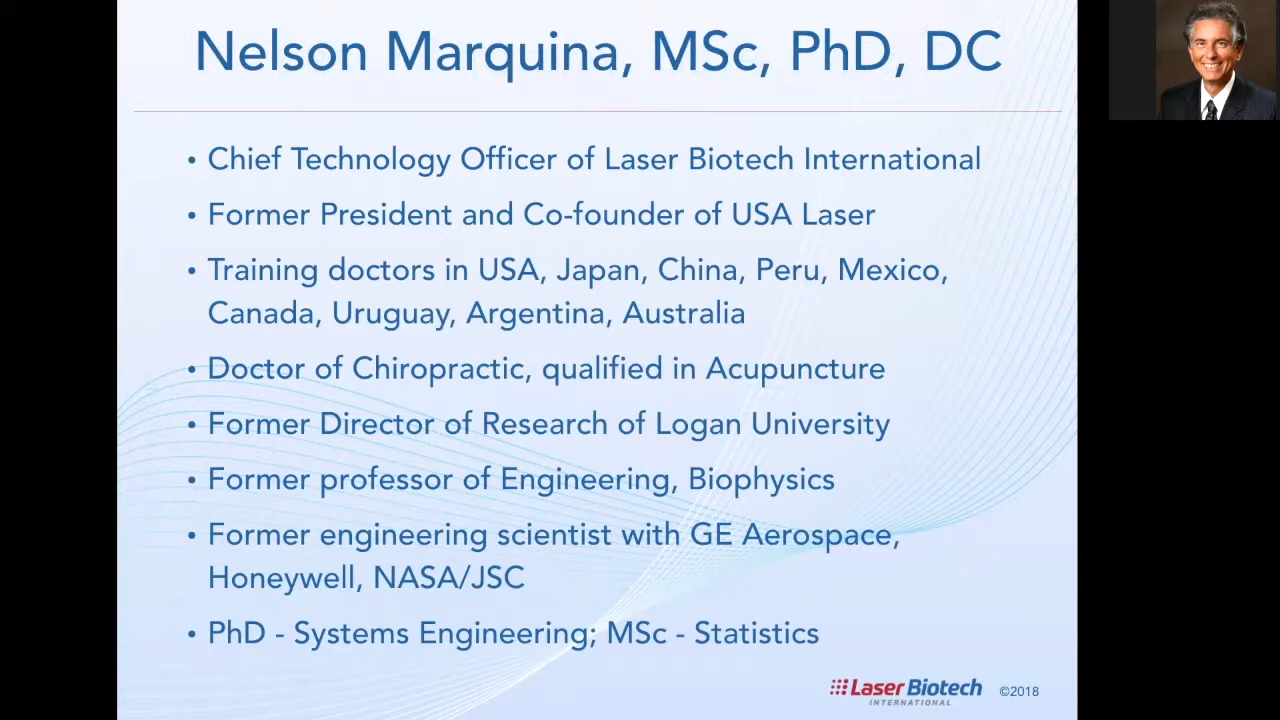 Nelson Marquina, MSc, PhD, DC
• Chief Technology Officer of Laser Biotech International
• Former President and Co-founder of USA Laser
• Training doctors in USA, Japan, China, Peru, Mexico,
Canada, Uruguay, Argentina, Australia
• Doctor of Chiropractic, qualified in Acupuncture
• Former Director of Research of Logan University
• Former professor of Engineering, Biophysics
• Former engineering scientist with GE Aerospace,
Honeywell, NASA/JSC
• PhD - Systems Engineering; MSc - Statistics
Laser Biotech
INTERNATIONAL
©2018